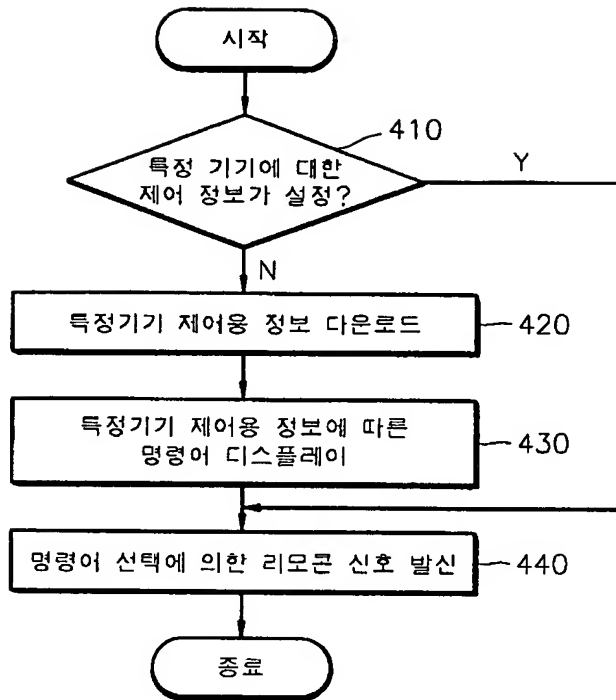 시작
410
특정 기기에 대한
제어 정보가 설정?
Y
N
특정기기 제어용 정보 다운로드
420
특정기기 제어용 정보에 따른
명령어 디스플레이
430
명령어 선택에 의한 리모콘 신호 발신
440
종료